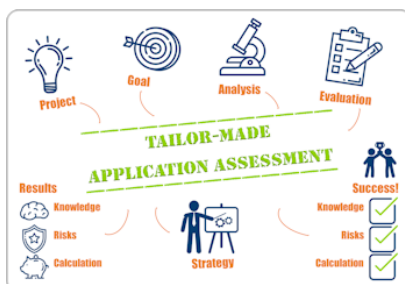 Project
Goal
Analysis
Evaluation
TAILOR-MADE
APPLICATION ASSESSMENT
Results
Knowledge
Risks
Calculation
Strategy
Success!
Knowledge
Risks
Calculation